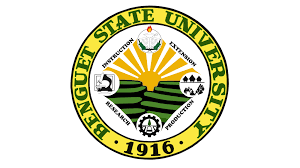 BENGUET STATE UNIVERSITY
INSTRUCTION
EXTENSION
RESEARCH
PRODUCTION
· 1916 ·